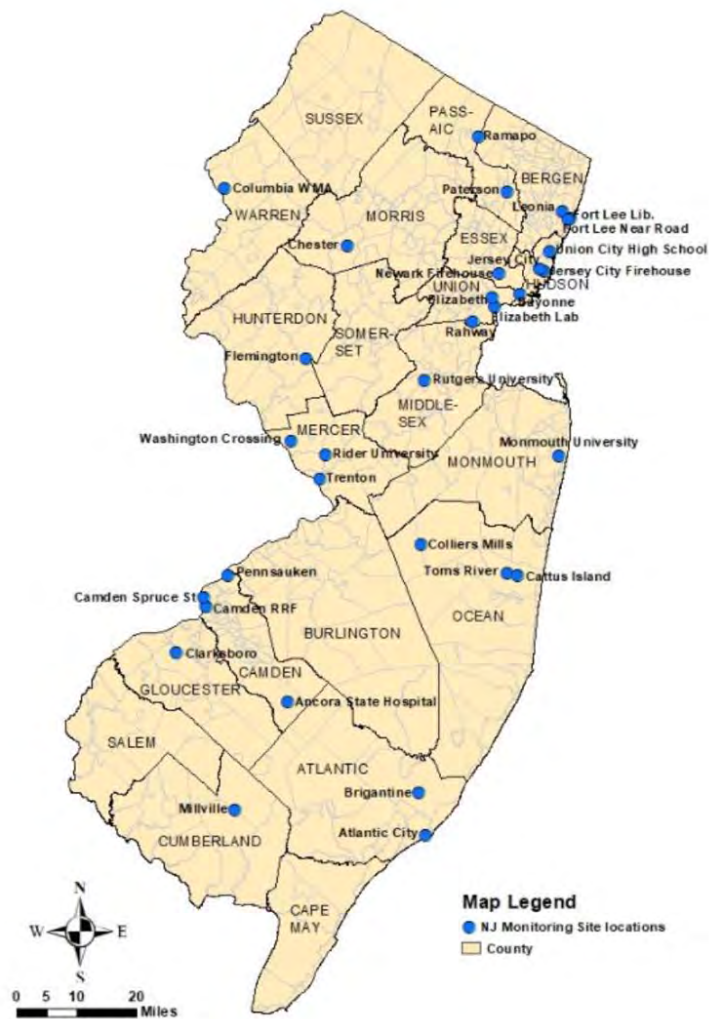 PASS-
AIC
Ramapo
SUSSEX
BERGEN
Columbia WMA
Paterson
WARREN
MORRIS
Leonia
Fort Lee Lib.
Fort Lee Near Road
ESSEX
Chester
Union City High School
Jersey City
Newark Firehouse
Jersey City Firehouse
UNION
HUDSON
Elizabeth
Bayonne
Elizabeth Lab
HUNTERDON
SOMER-
SET
Rahway
Flemington
Rutgers University
MIDDLE-
SEX
MERCER
Washington Crossing
Monmouth University
Rider University
MONMOUTH
Trenton
Colliers Mills
Pennsauken
Toms River
Cattus Island
Camden Spruce St
Camden RRF
OCEAN
BURLINGTON
Clarksboro
CAMDEN
GLOUCESTER
Ancora State Hospital
SALEM
ATLANTIC
Brigantine
Millville
Atlantic City
CUMBERLAND
CAPE
MAY
N
W E
S
Map Legend
NJ Monitoring Site locations
County
0 5 10 20
Miles